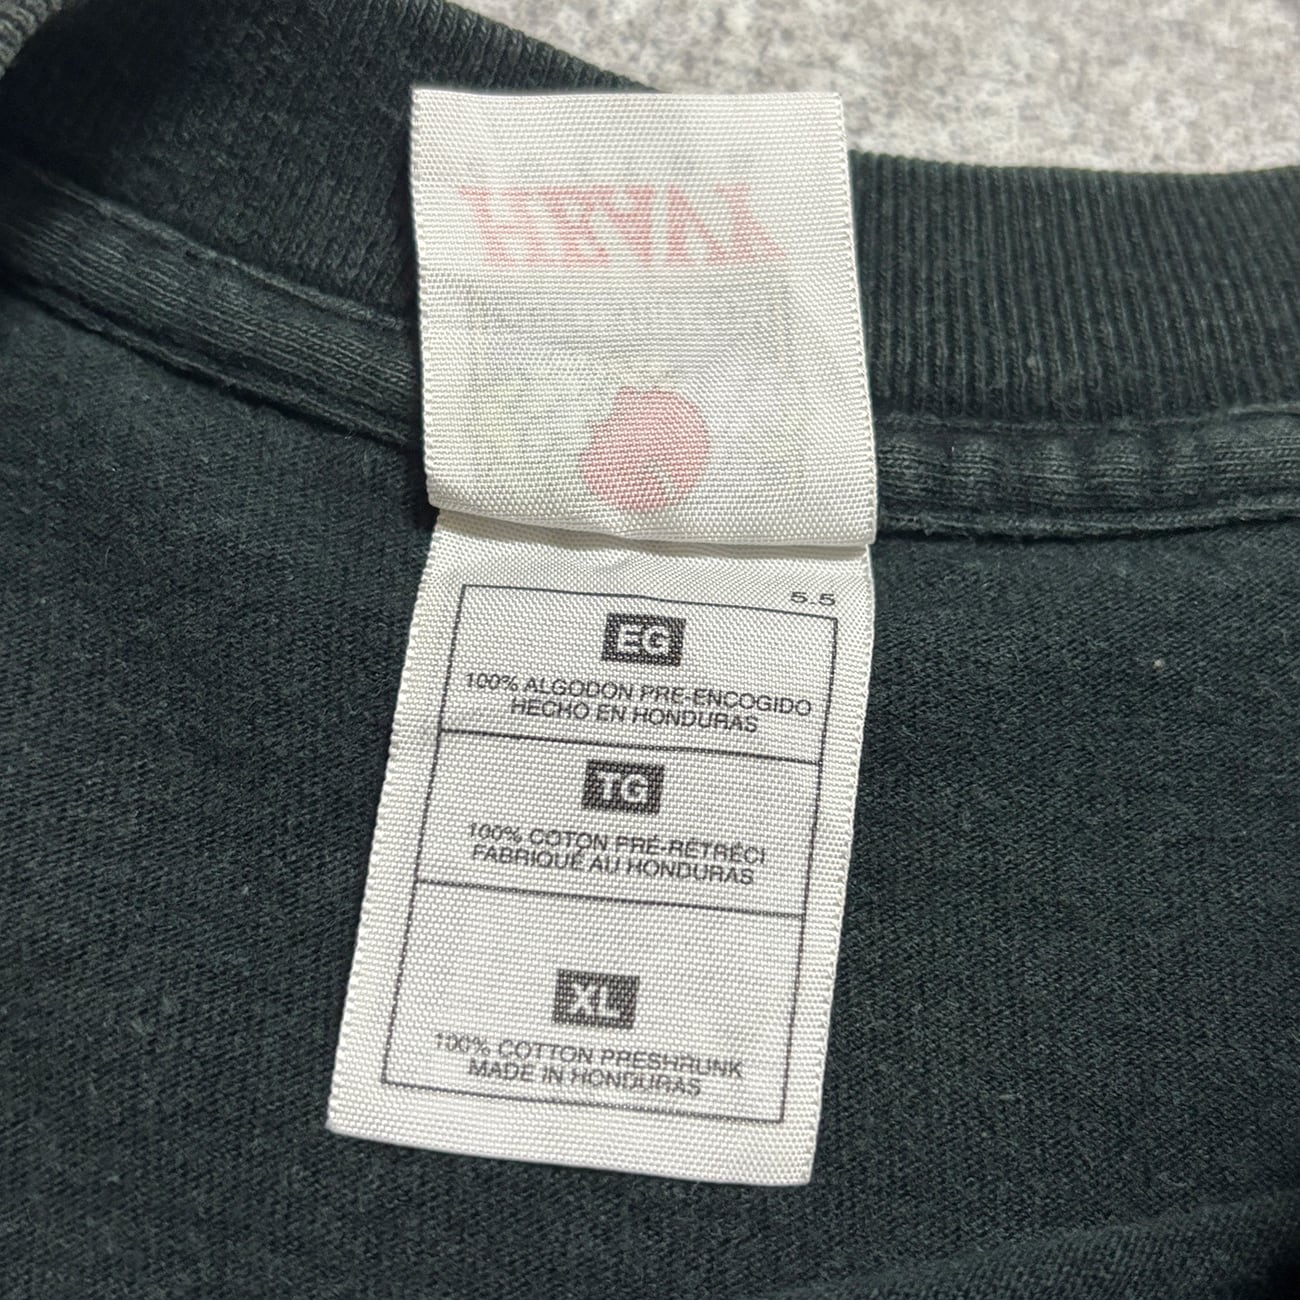 HEAVY
5.5
EG
100% ALGODON PRE-ENCOGIDO
HECHO EN HONDURAS
TG
100% COTON PRÉ-RÉTRÉCI
FABRIQUÉ AU HONDURAS
XL
100% COTTON PRESHRUNK
MADE IN HONDURAS